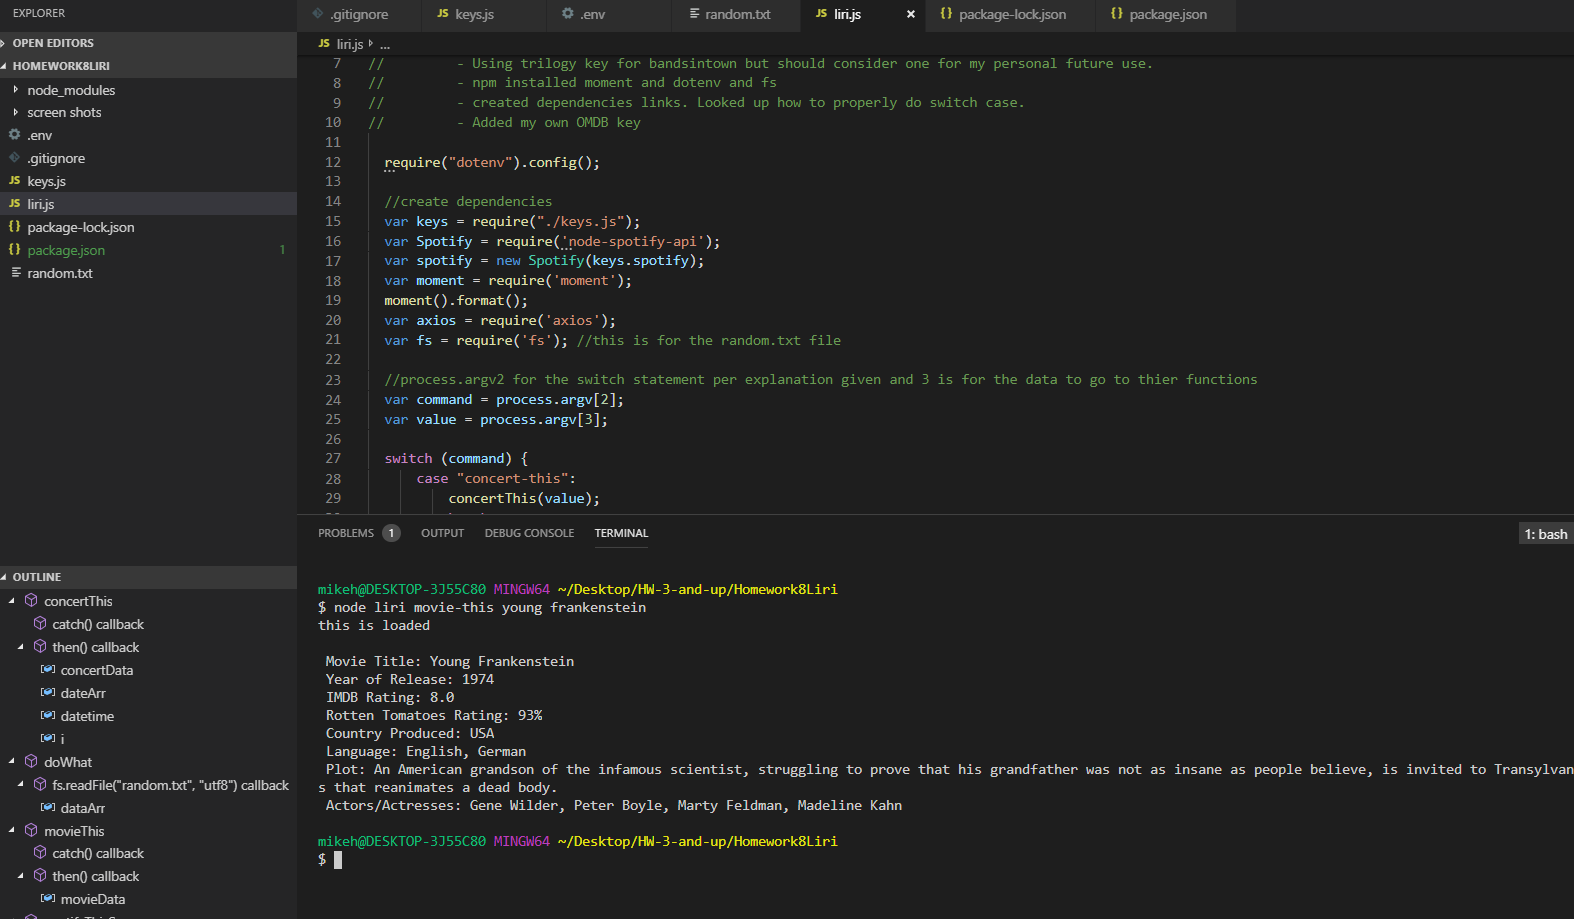 EXPLORER
OPEN EDITORS
HOMEWORK8LIRI
node_modules
screen shots
.env
.gitignore
JS keys.js
JS liri.js
{} package-lock.json
{} package.json 1
random.txt
OUTLINE
concertThis
catch() callback
then() callback
concertData
dateArr
datetime
i
doWhat
fs.readFile("random.txt", "utf8") callback
dataArr
movieThis
catch() callback
then() callback
movieData
.gitignore JS keys.js .env random.txt JS liri.js × {} package-lock.json {} package.json
JS liri.js ...
7 // - Using trilogy key for bandsintown but should consider one for my personal future use.
8 // - npm installed moment and dotenv and fs
9 // - created dependencies links. Looked up how to properly do switch case.
10 // - Added my own OMDB key
11
12 require("dotenv").config();
13
14 //create dependencies
15 var keys = require("./keys.js");
16 var Spotify = require('node-spotify-api');
17 var spotify = new Spotify(keys.spotify);
18 var moment = require('moment');
19 moment().format();
20 var axios = require('axios');
21 var fs = require('fs'); //this is for the random.txt file
22
23 //process.argv2 for the switch statement per explanation given and 3 is for the data to go to thier functions
24 var command = process.argv[2];
25 var value = process.argv[3];
26
27 switch (command) {
28 case "concert-this":
29 concertThis(value);
PROBLEMS 1 OUTPUT DEBUG CONSOLE TERMINAL 1: bash
mikeh@DESKTOP-3J55C80 MINGW64 ~/Desktop/HW-3-and-up/Homework8Liri
$ node liri movie-this young frankenstein
this is loaded
Movie Title: Young Frankenstein
Year of Release: 1974
IMDB Rating: 8.0
Rotten Tomatoes Rating: 93%
Country Produced: USA
Language: English, German
Plot: An American grandson of the infamous scientist, struggling to prove that his grandfather was not as insane as people believe, is invited to Transylvan
s that reanimates a dead body.
Actors/Actresses: Gene Wilder, Peter Boyle, Marty Feldman, Madeline Kahn
mikeh@DESKTOP-3J55C80 MINGW64 ~/Desktop/HW-3-and-up/Homework8Liri
$